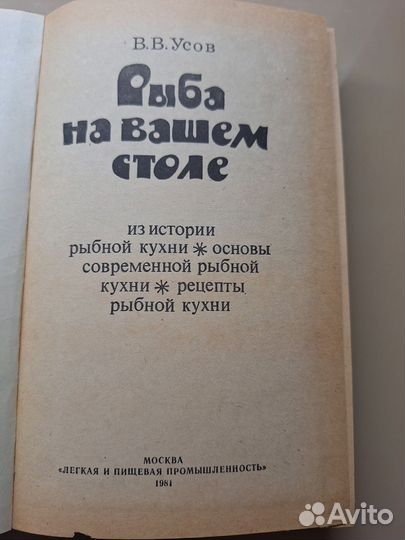 В.В.Усов
Рыба
на вашем
столе
из истории
рыбной кухни * основы
современной рыбной
кухни * рецепты
рыбной кухни
МОСКВА
«ЛЕГКАЯ И ПИЩЕВАЯ ПРОМЫШЛЕННОСТЬ»
1981
Avito